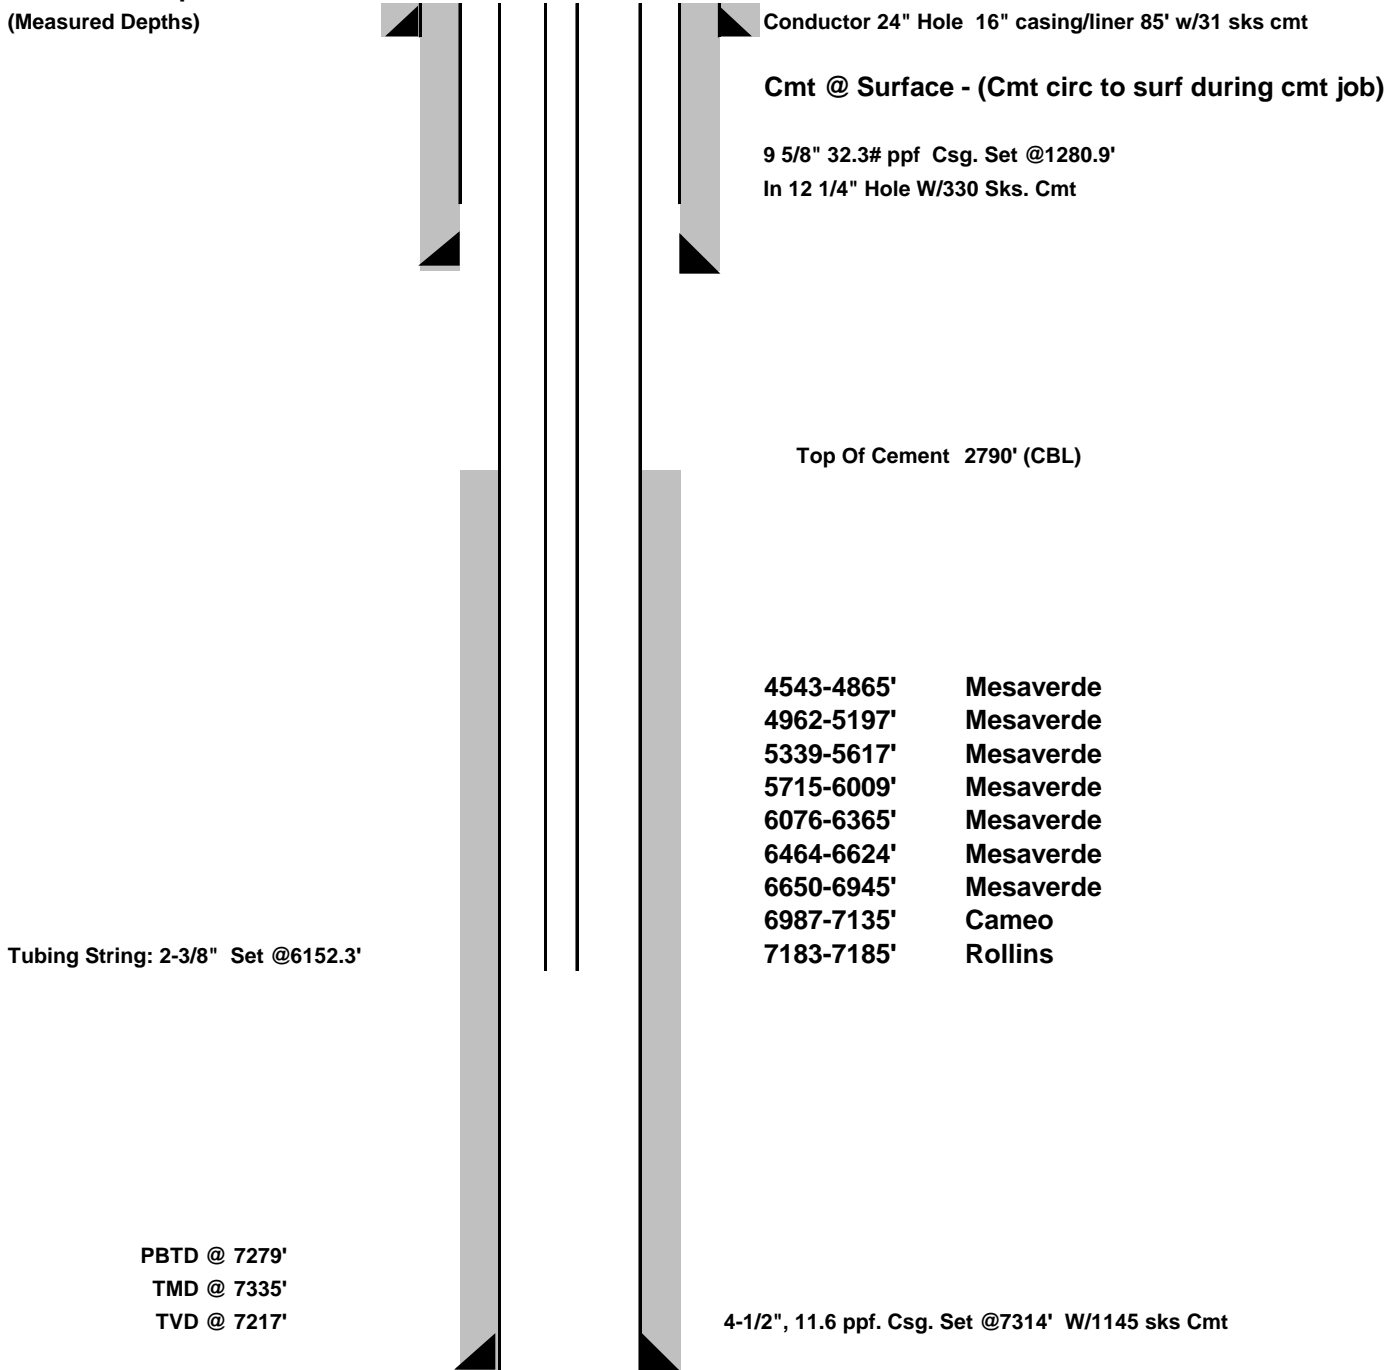 (Measured Depths)
Conductor 24" Hole 16" casing/liner 85' w/31 sks cmt
Cmt @ Surface - (Cmt circ to surf during cmt job)
9 5/8" 32.3# ppf Csg. Set @1280.9'
In 12 1/4" Hole W/330 Sks. Cmt
Top Of Cement 2790' (CBL)
4543-4865' Mesaverde
4962-5197' Mesaverde
5339-5617' Mesaverde
5715-6009' Mesaverde
6076-6365' Mesaverde
6464-6624' Mesaverde
6650-6945' Mesaverde
6987-7135' Cameo
Tubing String: 2-3/8" Set @6152.3'
7183-7185' Rollins
PBTD @ 7279'
TMD @ 7335'
TVD @ 7217'
4-1/2", 11.6 ppf. Csg. Set @7314' W/1145 sks Cmt